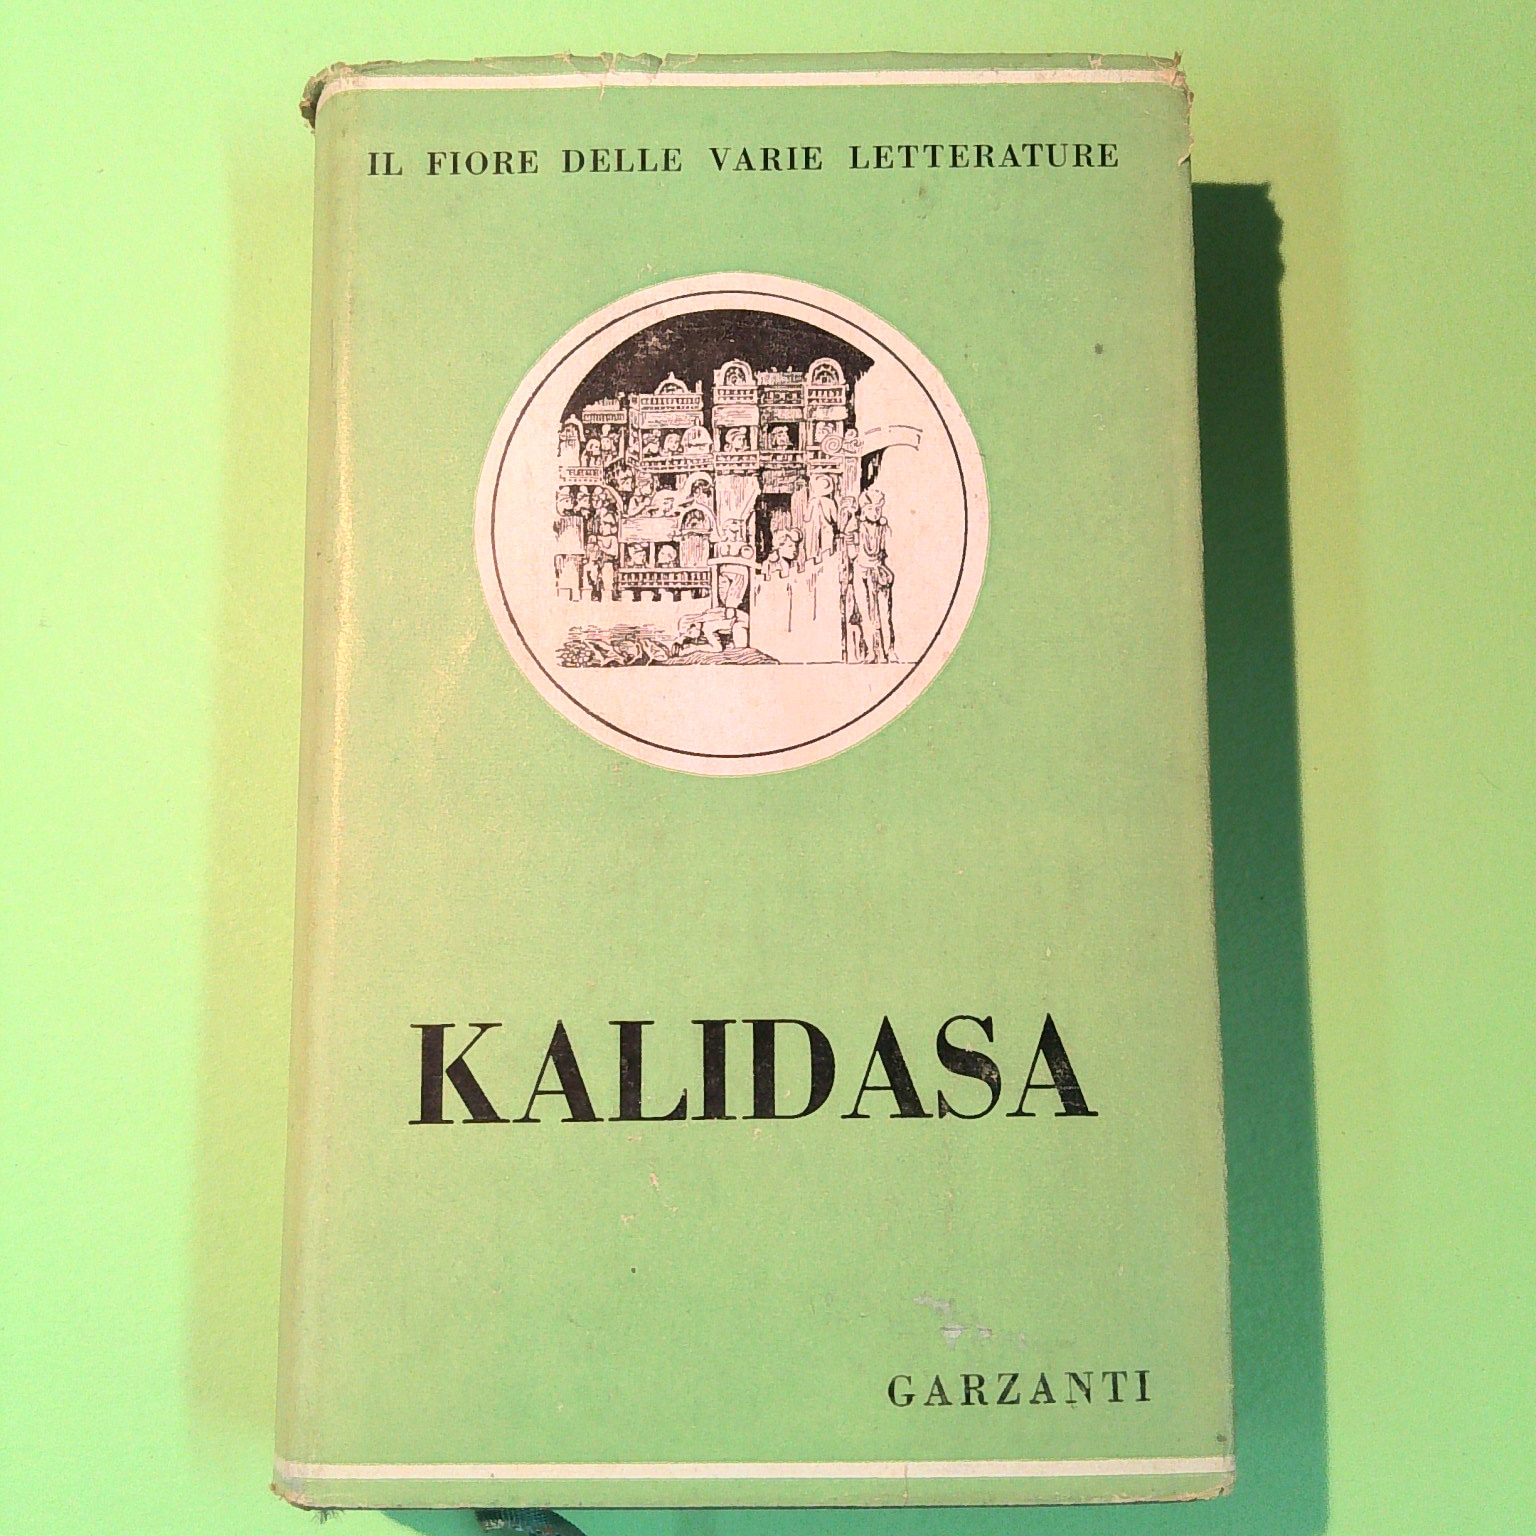 IL FIORE DELLE VARIE LETTERATURE
KALIDASA
GARZANTI